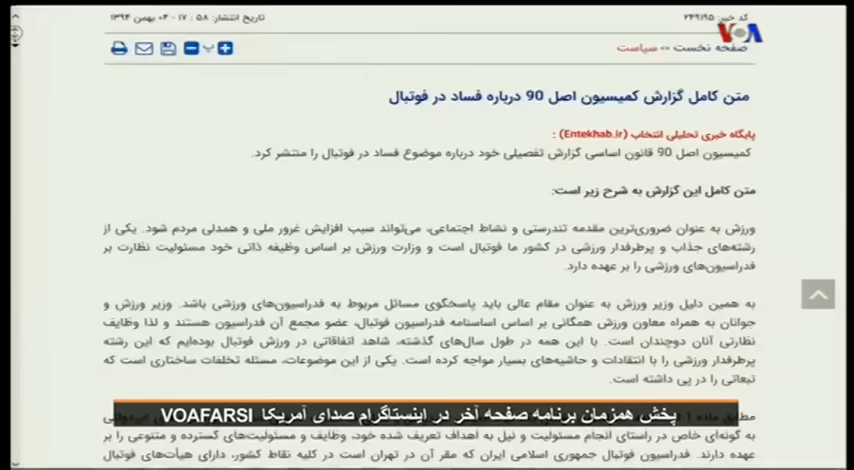 کد خبر: ۲۴۹۱۹۵
تاریخ انتشار: ۵۸ : ۱۷ - ۰۴ بهمن ۱۳۹۴
VOA
صفحه نخست >> سیاست
متن کامل گزارش کمیسیون اصل 90 درباره فساد در فوتبال
پایگاه خبری تحلیلی انتخاب (Entekhab.ir) :
کمیسیون اصل 90 قانون اساسی گزارش تفصیلی خود درباره موضوع فساد در فوتبال را منتشر کرد.
متن کامل این گزارش به شرح زیر است:
ورزش به عنوان ضروری‌ترین مقدمه تندرستی و نشاط اجتماعی، می‌تواند سبب افزایش غرور ملی و همدلی مردم شود. یکی از
رشته‌های جذاب و پرطرفدار ورزشی در کشور ما فوتبال است و وزارت ورزش بر اساس وظیفه ذاتی خود مسئولیت نظارت بر
فدراسیون‌های ورزشی را بر عهده دارد.
به همین دلیل وزیر ورزش به عنوان مقام عالی باید پاسخگوی مسائل مربوط به فدراسیون‌های ورزشی باشد. وزیر ورزش و
جوانان به همراه معاون ورزش همگانی بر اساس اساسنامه فدراسیون فوتبال، عضو مجمع آن فدراسیون هستند و لذا وظایف
نظارتی آنان دوچندان است. با این همه در طول سال‌های گذشته، شاهد اتفاقاتی در ورزش فوتبال بوده‌ایم که این رشته
پرطرفدار ورزشی را با انتقادات و حاشیه‌های بسیار مواجه کرده است. یکی از این موضوعات، مسئله تخلفات ساختاری است که
تبعاتی را در پی داشته است.
مطابق ماده
پخش همزمان برنامه صفحه آخر در اینستاگرام صدای آمریکا VOAFARSI
به گونه‌ای خاص در راستای انجام مسئولیت و نیل به اهداف تعریف شده خود، وظایف و مسئولیت‌های گسترده و متنوعی را بر
عهده دارند. فدراسیون فوتبال جمهوری اسلامی ایران که مقر آن در تهران است در کلیه نقاط کشور، دارای هیأت‌های فوتبال